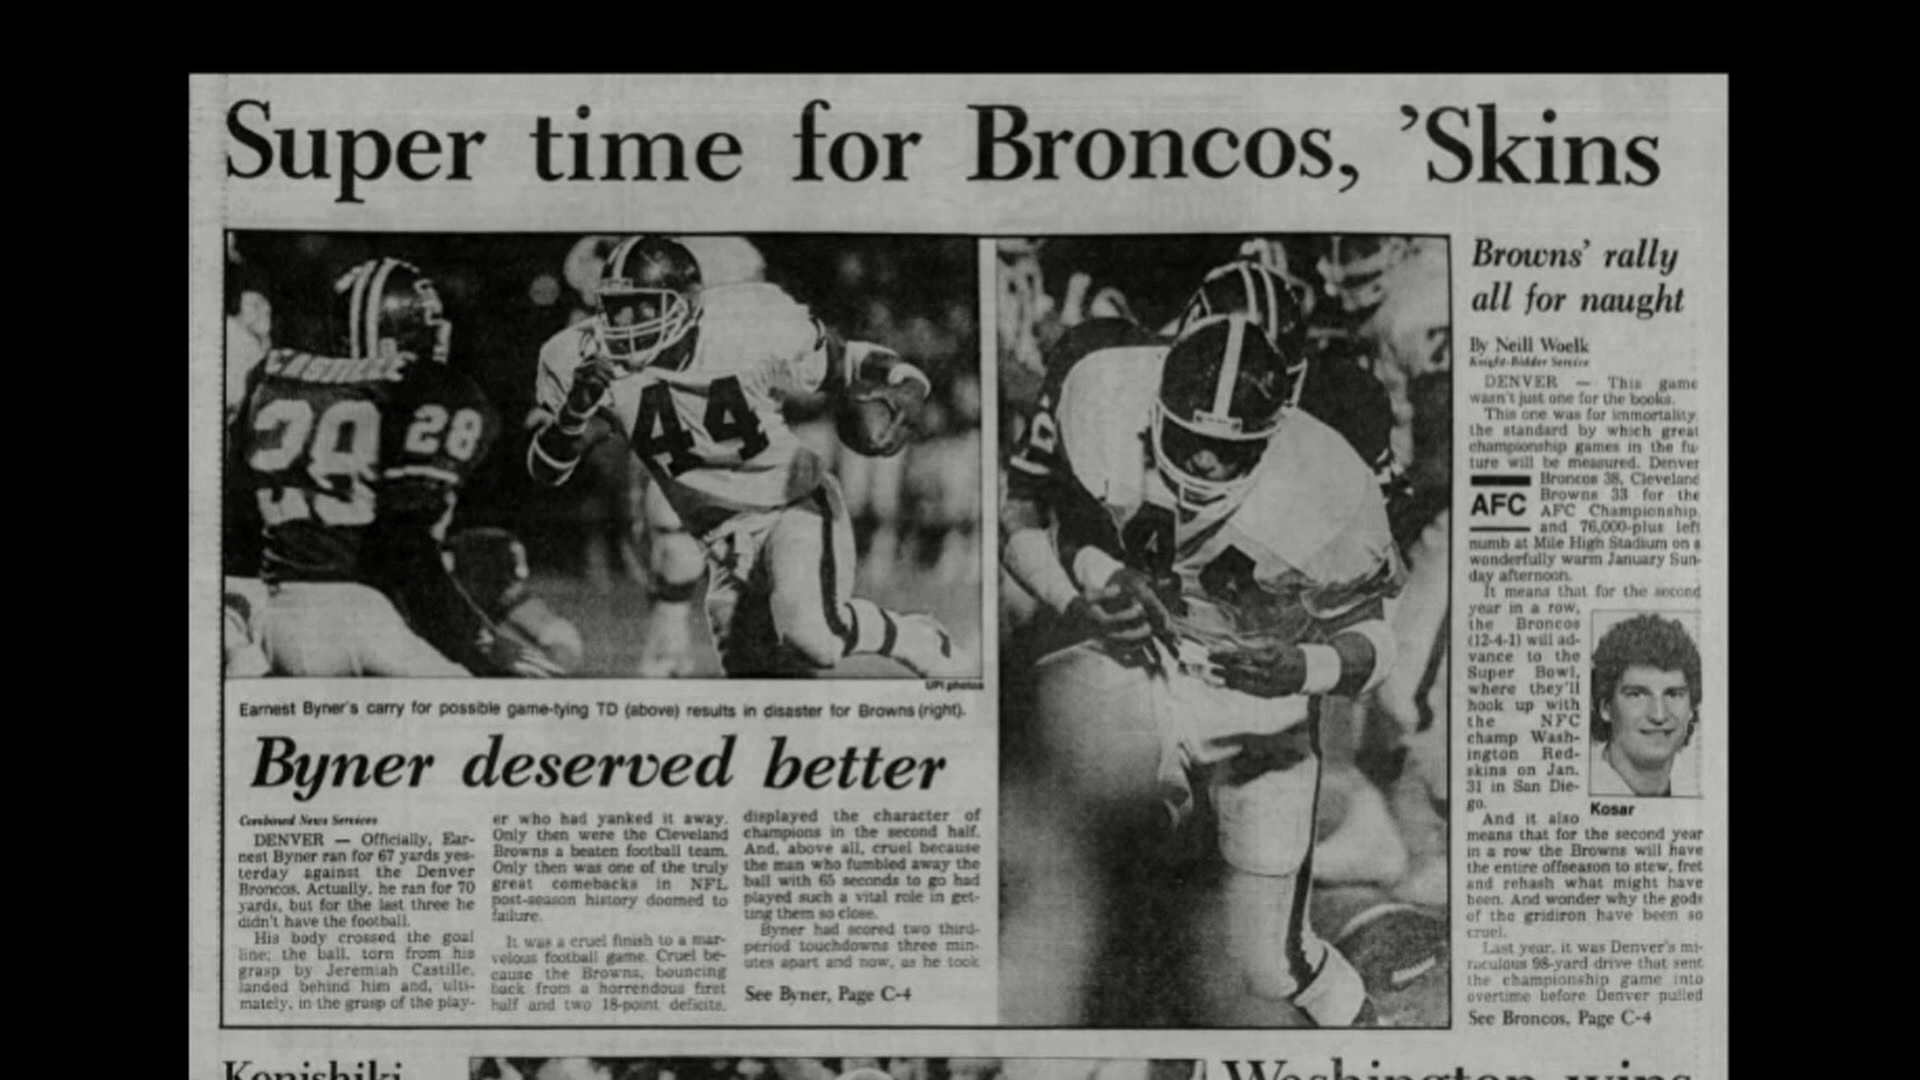 Super time for Broncos, 'Skins
28
44
UPI photos
Earnest Byner's carry for possible game-tying TD (above) results in disaster for Browns (right).
Byner deserved better
Combined News Services
DENVER — Officially, Ear-
nest Byner ran for 67 yards yes-
terday against the Denver
Broncos. Actually, he ran for 70
yards, but for the last three he
didn't have the football.
His body crossed the goal
line; the ball, torn from his
grasp by Jeremiah Castille,
landed behind him and, ulti-
mately, in the grasp of the play-
er who had yanked it away.
Only then were the Cleveland
Browns a beaten football team.
Only then was one of the truly
great comebacks in NFL
post-season history doomed to
failure.
It was a cruel finish to a mar-
velous football game. Cruel be-
cause the Browns, bouncing
back from a horrendous first
half and two 18-point deficits,
displayed the character of
champions in the second half.
And, above all, cruel because
the man who fumbled away the
ball with 65 seconds to go had
played such a vital role in get-
ting them so close.
Byner had scored two third-
period touchdowns three min-
utes apart and now, as he took
See Byner, Page C-4
Browns' rally
all for naught
By Neill Woelk
Knight-Ridder Service
DENVER — This game
wasn't just one for the books.
This one was for immortality,
the standard by which great
championship games in the fu-
ture will be measured. Denver
Broncos 38, Cleveland
Browns 33 for the
AFC Championship,
and 76,000-plus left
numb at Mile High Stadium on a
wonderfully warm January Sun-
day afternoon.
AFC
It means that for the second
year in a row,
the Broncos
(12-4-1) will ad-
vance to the
Super Bowl,
where they'll
hook up with
the NFC
champ Wash-
ington Red-
skins on Jan.
31 in San Die-
go.
Kosar
And it also
means that for the second year
in a row the Browns will have
the entire offseason to stew, fret
and rehash what might have
been. And wonder why the gods
of the gridiron have been so
cruel.
Last year, it was Denver's mi-
raculous 98-yard drive that sent
the championship game into
overtime before Denver pulled
See Broncos, Page C-4
Konishiki
Washington wins